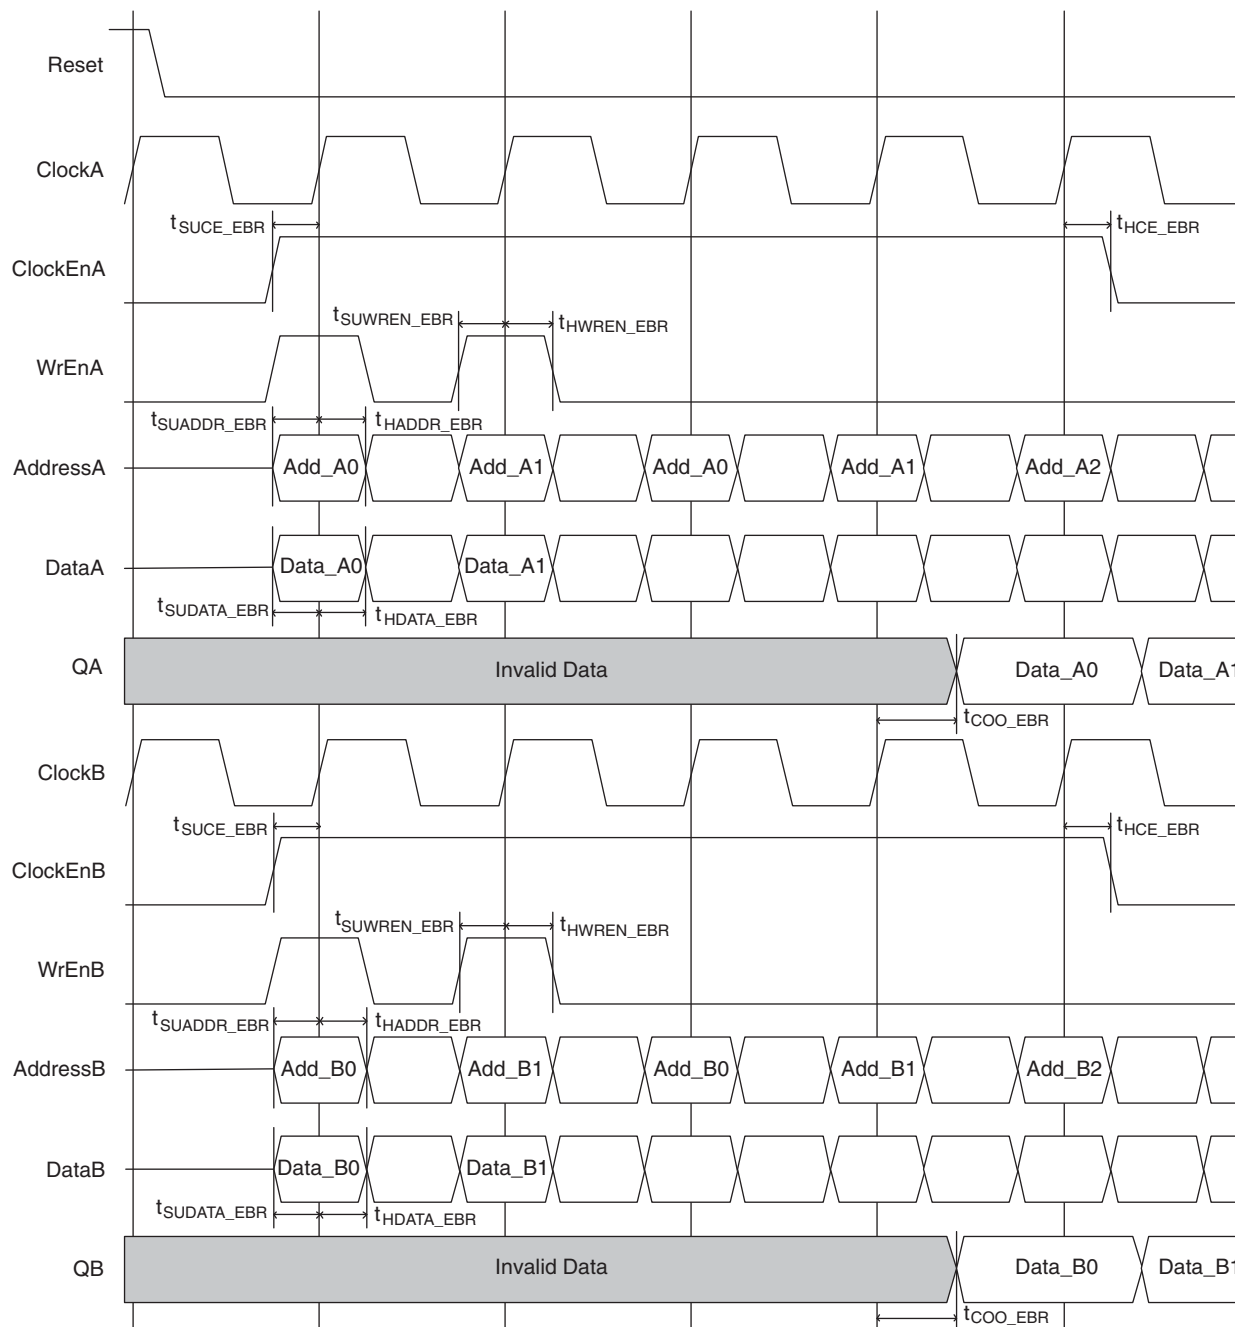 Reset
ClockA
tSUCE_EBR
tHCE_EBR
ClockEnA
tSUWREN_EBR
tHWREN_EBR
WrEnA
tSUADDR_EBR
tHADDR_EBR
AddressA
Add_A0
Add_A1
Add_A0
Add_A1
Add_A2
DataA
Data_A0
Data_A1
tSUDATA_EBR
tHDATA_EBR
QA
Invalid Data
Data_A0
Data_A1
tCOO_EBR
ClockB
tSUCE_EBR
tHCE_EBR
ClockEnB
tSUWREN_EBR
tHWREN_EBR
WrEnB
tSUADDR_EBR
tHADDR_EBR
AddressB
Add_B0
Add_B1
Add_B0
Add_B1
Add_B2
DataB
Data_B0
Data_B1
tSUDATA_EBR
tHDATA_EBR
QB
Invalid Data
Data_B0
Data_B1
tCOO_EBR